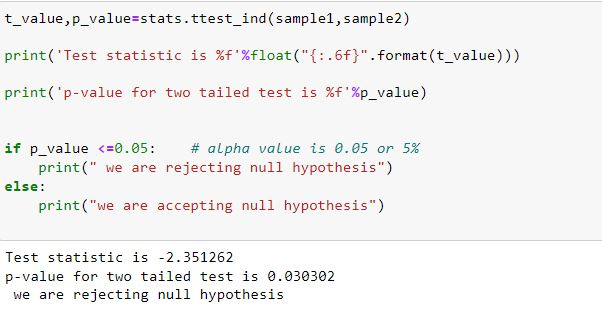 t_value,p_value=stats.ttest_ind(sample1,sample2)
print('Test statistic is %f'%float("{:.6f}".format(t_value)))
print('p-value for two tailed test is %f'%p_value)
if p_value <=0.05:    # alpha value is 0.05 or 5%
    print(" we are rejecting null hypothesis")
else:
    print("we are accepting null hypothesis")
Test statistic is -2.351262
p-value for two tailed test is 0.030302
 we are rejecting null hypothesis